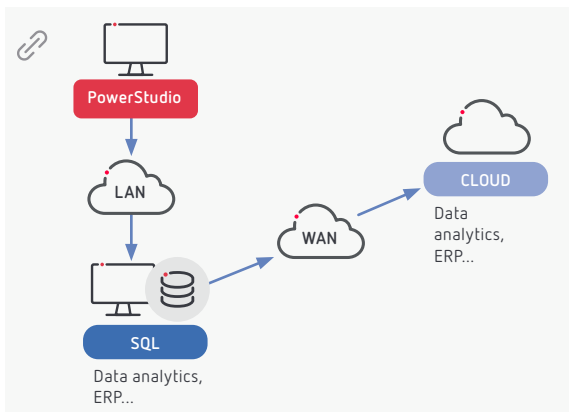 PowerStudio
LAN
SQL
Data analytics,
ERP...
WAN
CLOUD
Data
analytics,
ERP...